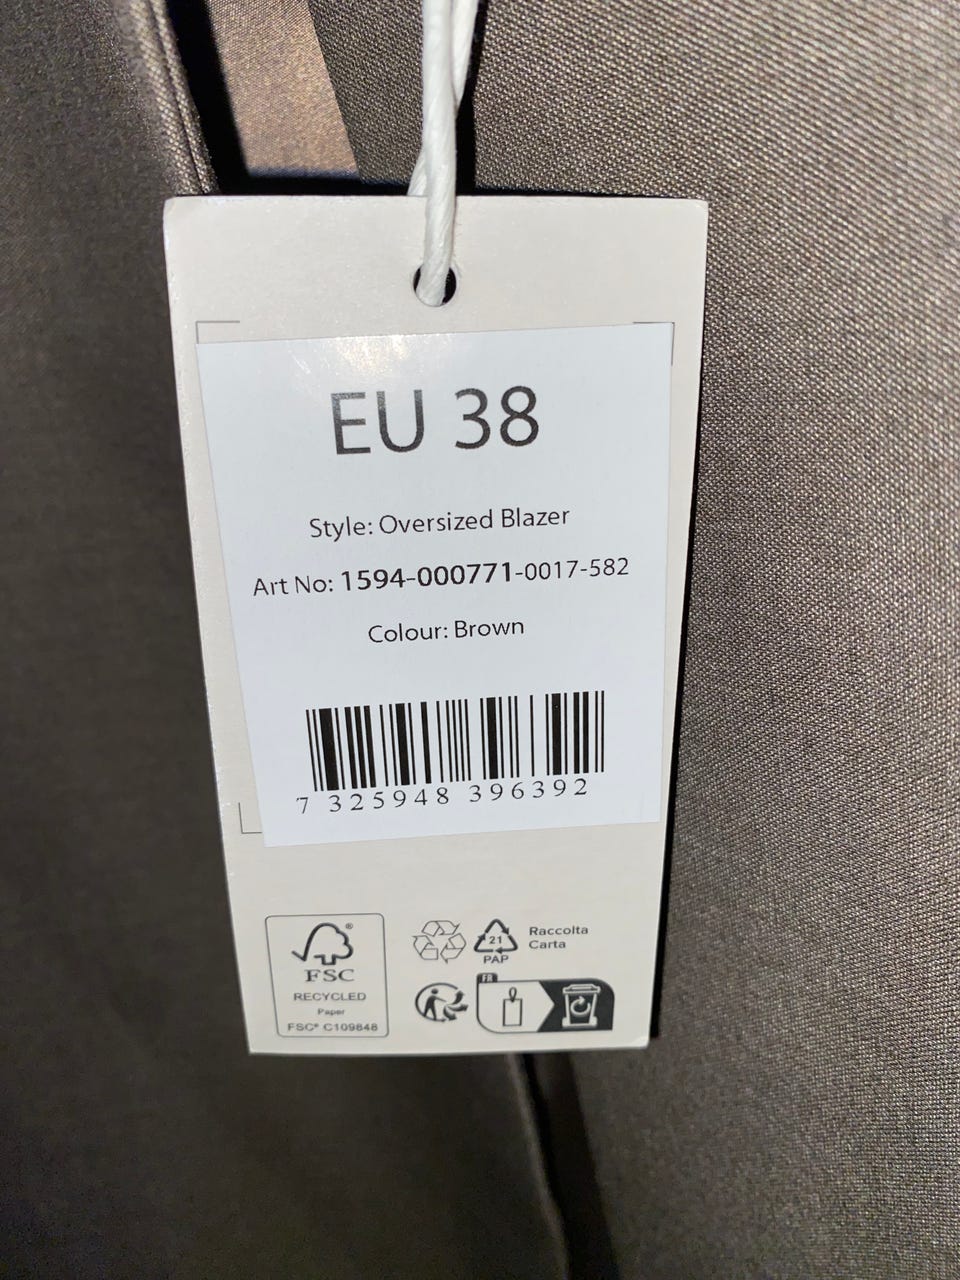 EU 38
Style: Oversized Blazer
Art No: 1594-000771-0017-582
Colour: Brown
7 325948 396392
FSC®
RECYCLED
Paper
FSC® C109848
21
PAP
Raccolta
Carta
FR